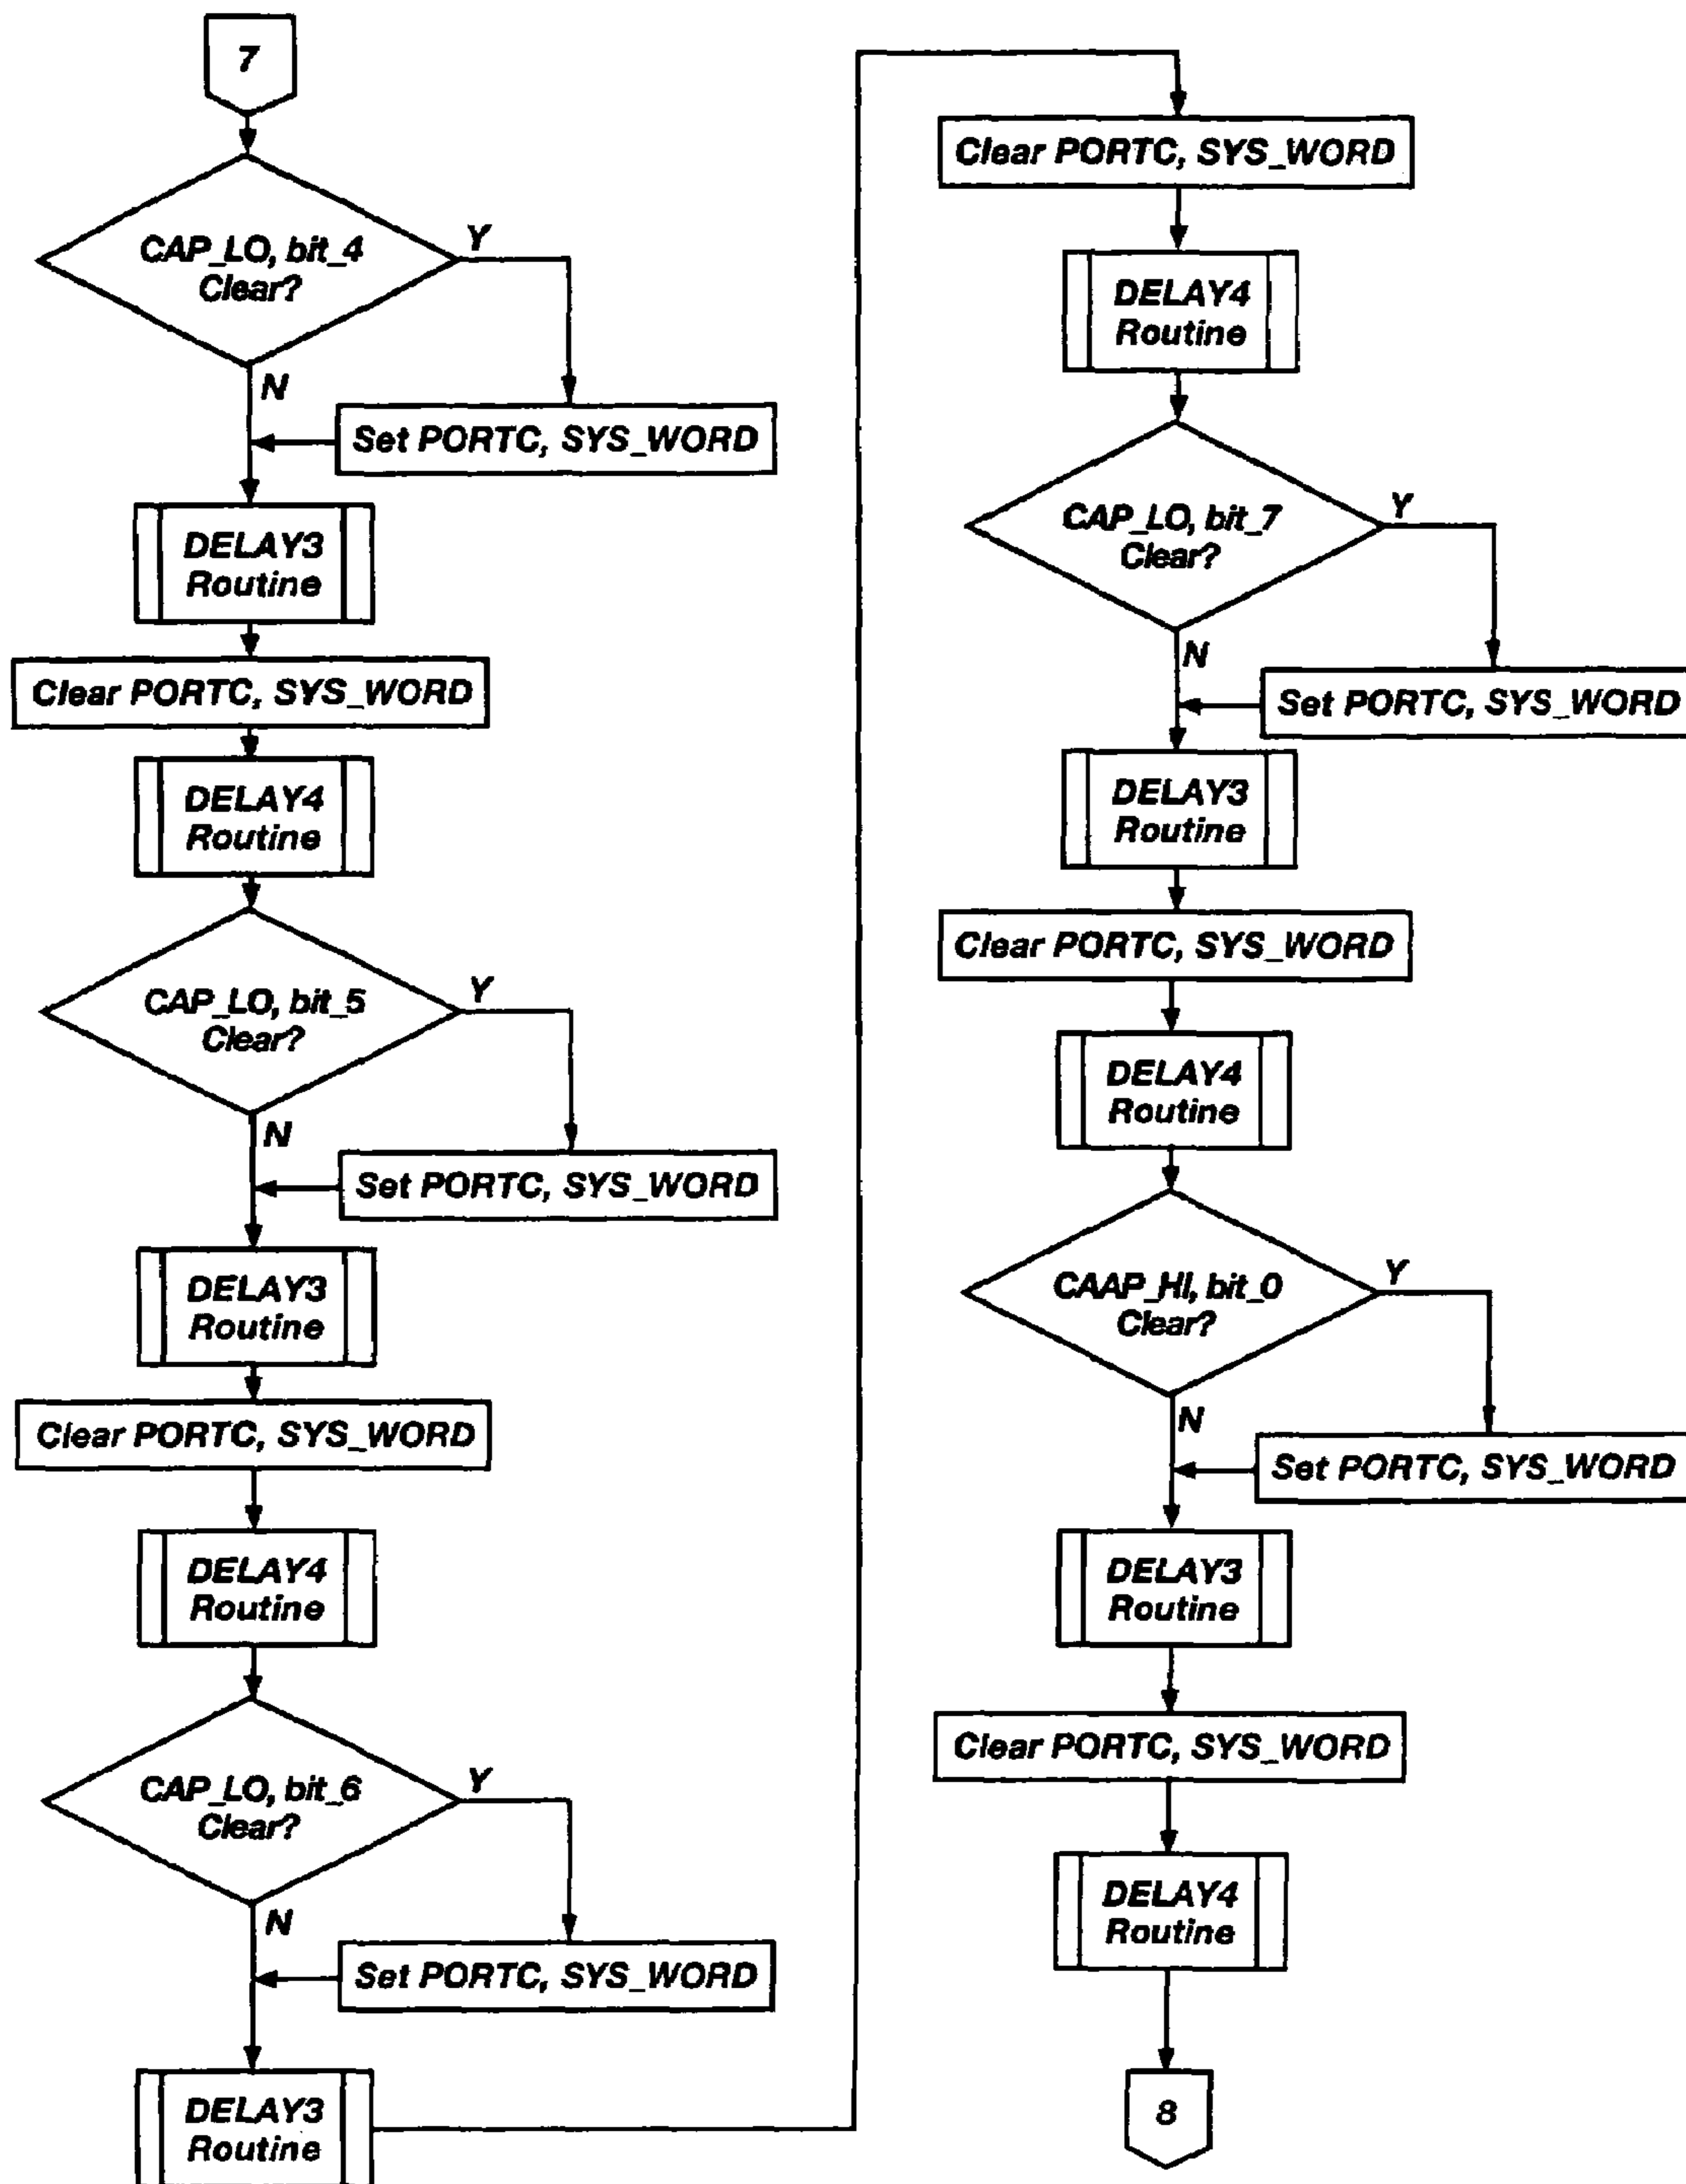 7
CAP_LO, bit_4
Clear?
Y
N
Set PORTC, SYS_WORD
DELAY3
Routine
Clear PORTC, SYS_WORD
DELAY4
Routine
CAP_LO, bit_5
Clear?
Y
N
Set PORTC, SYS_WORD
DELAY3
Routine
Clear PORTC, SYS_WORD
DELAY4
Routine
CAP_LO, bit_6
Clear?
Y
N
Set PORTC, SYS_WORD
DELAY3
Routine
Clear PORTC, SYS_WORD
DELAY4
Routine
CAP_LO, bit_7
Clear?
Y
N
Set PORTC, SYS_WORD
DELAY3
Routine
Clear PORTC, SYS_WORD
DELAY4
Routine
CAAP_HI, bit_0
Clear?
Y
N
Set PORTC, SYS_WORD
DELAY3
Routine
Clear PORTC, SYS_WORD
DELAY4
Routine
8